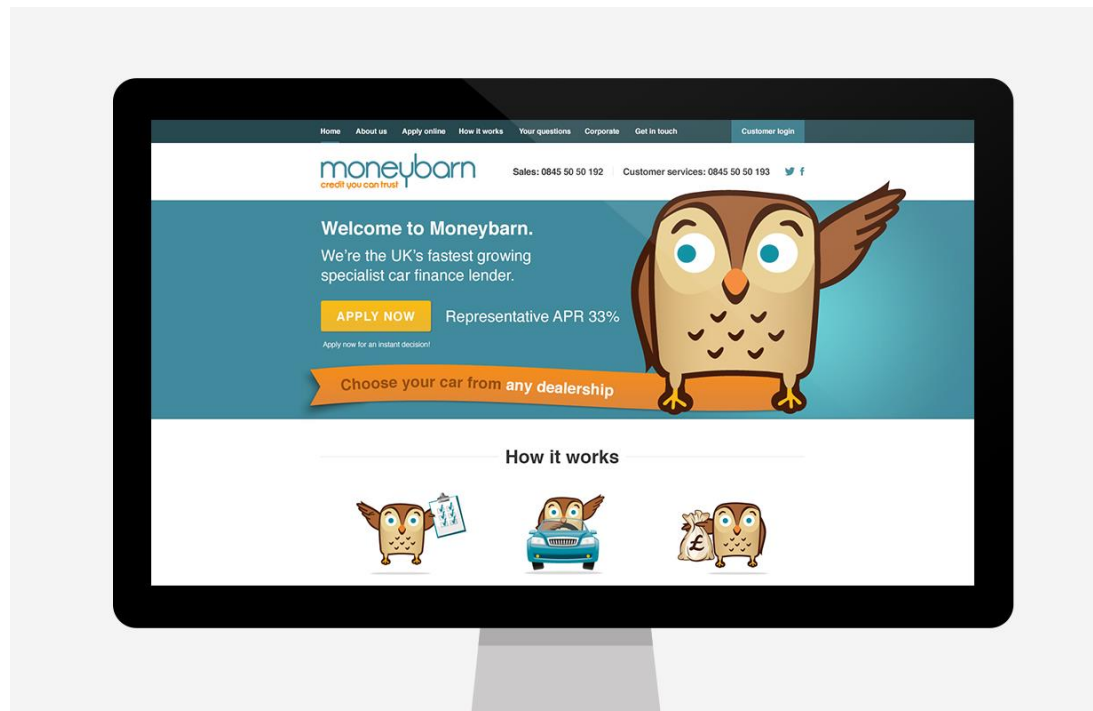 Home About us Apply online How it works Your questions Corporate Get in touch Customer login
moneybarn
credit you can trust
Sales: 0845 50 50 192 Customer services: 0845 50 50 193
Welcome to Moneybarn.
We're the UK's fastest growing
specialist car finance lender.
APPLY NOW Representative APR 33%
Apply now for an instant decision!
Choose your car from any dealership
How it works
£